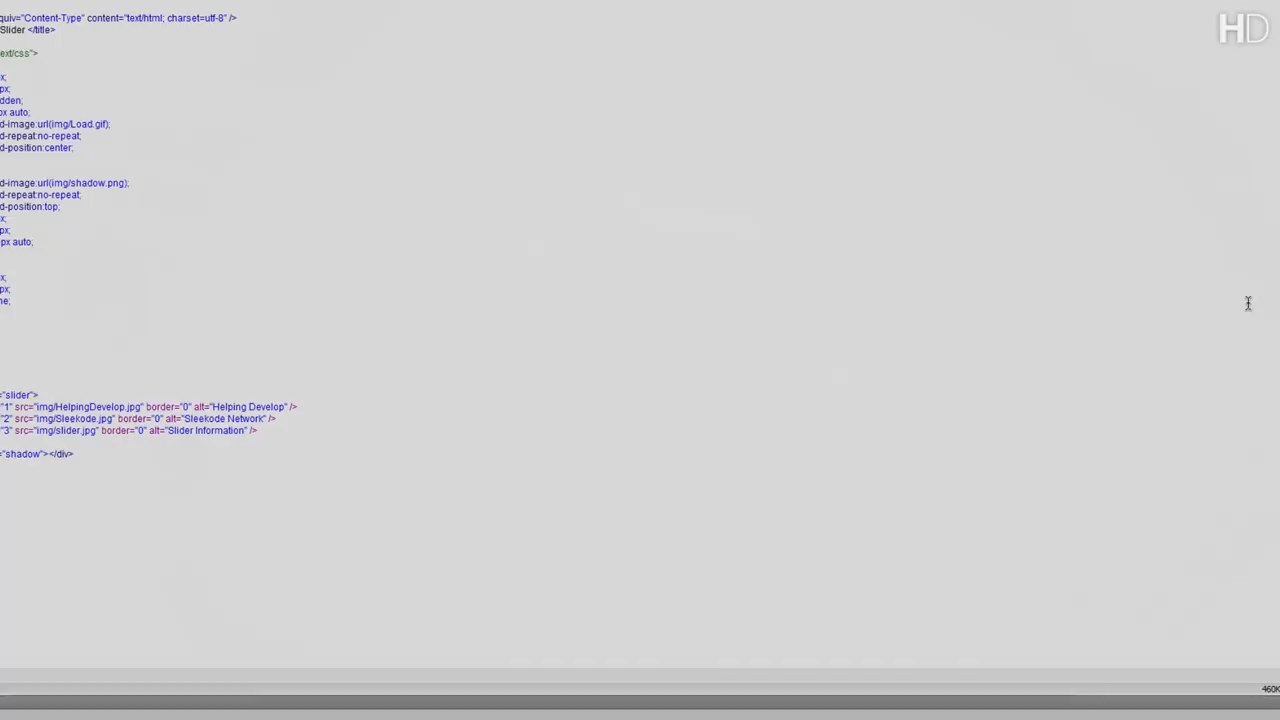 quiv="Content-Type" content="text/html; charset=utf-8" />
Slider </title>
ext/css">
x;
px;
dden;
px auto;
d-image:url(img/Load.gif);
d-repeat:no-repeat;
d-position:center;
d-image:url(img/shadow.png);
d-repeat:no-repeat;
d-position:top;
x;
px;
px auto;
x;
px;
ne;
="slider">
"1" src="img/HelpingDevelop.jpg" border="0" alt="Helping Develop" />
"2" src="img/Sleekode.jpg" border="0" alt="Sleekode Network" />
"3" src="img/slider.jpg" border="0" alt="Slider Information" />
="shadow"></div>
460K
HD